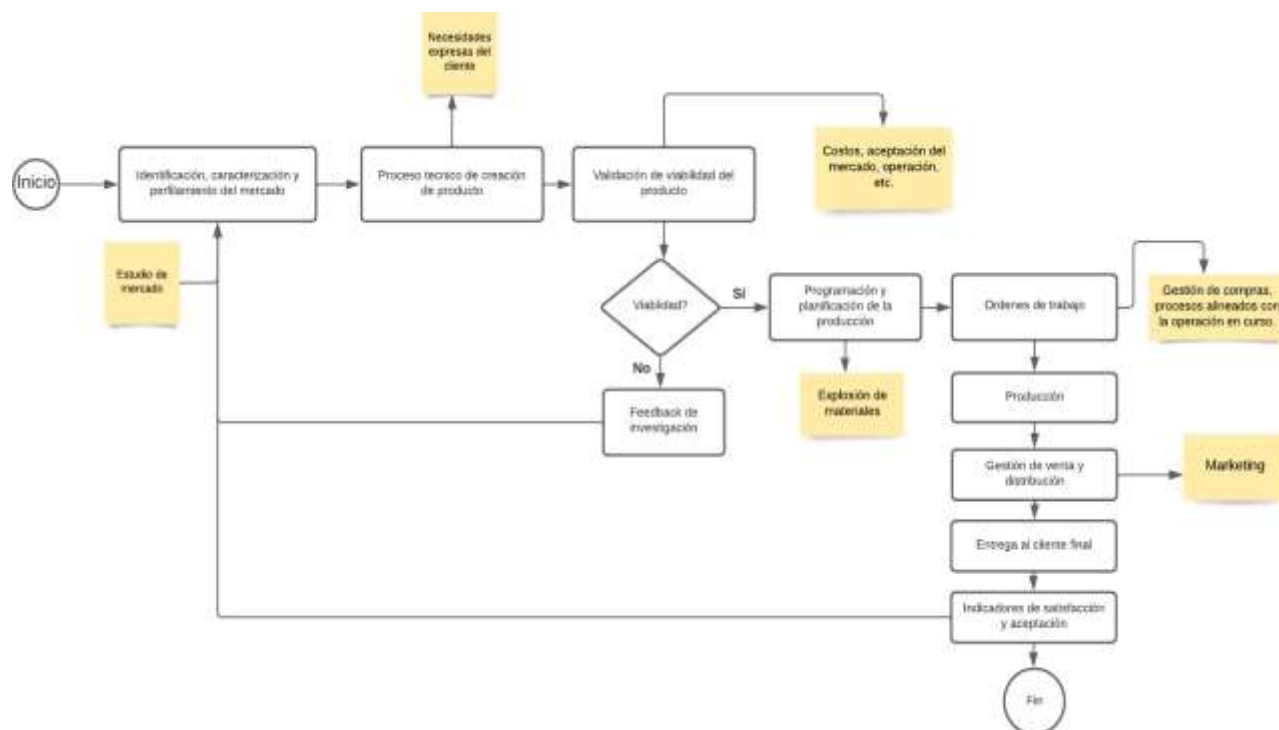 Necesidades
expresas del
cliente
Inicio
Identificación, caracterización y
perfilamiento del mercado
Proceso tecnico de creación
de producto
Validación de viabilidad del
producto
Costos, aceptación del
mercado, operación,
etc.
Estudio de
mercado
Viablidad?
Sí
Programación y
planificación de la
producción
Ordenes de trabajo
Gestión de compras,
procesos alineados con
la operación en curso.
No
Feedback de
investigación
Explosión de
materiales
Producción
Gestión de venta y
distribución
Marketing
Entrega al cliente final
Indicadores de satisfacción
y aceptación
Fin